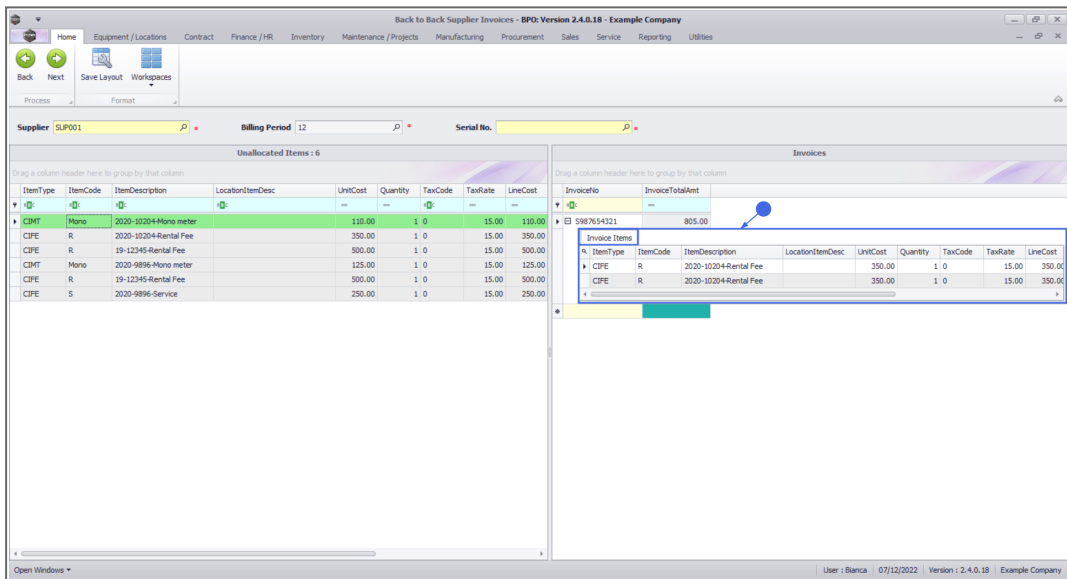 Back to Back Supplier Invoices - BPO: Version 2.4.0.18 - Example Company
Home Equipment / Locations Contract Finance / HR Inventory Maintenance / Projects Manufacturing Procurement Sales Service Reporting Utilities
Back Next Save Layout Workspaces
Process Format
Supplier SUP001 Billing Period 12 Serial No.
Unallocated Items : 6
Drag a column header here to group by that column
ItemType ItemCode ItemDescription LocationItemDesc UnitCost Quantity TaxCode TaxRate LineCost
CIMT Mono 2020-10204-Mono meter 110.00 1 0 15.00 110.00
CIFE R 2020-10204-Rental Fee 350.00 1 0 15.00 350.00
CIFE R 19-12345-Rental Fee 500.00 1 0 15.00 500.00
CIMT Mono 2020-9896-Mono meter 125.00 1 0 15.00 125.00
CIFE R 19-12345-Rental Fee 500.00 1 0 15.00 500.00
CIFE S 2020-9896-Service 250.00 1 0 15.00 250.00
Invoices
Drag a column header here to group by that column
InvoiceNo InvoiceTotalAmt
S987654321 805.00
Invoice Items
ItemType ItemCode ItemDescription LocationItemDesc UnitCost Quantity TaxCode TaxRate LineCost
CIFE R 2020-10204-Rental Fee 350.00 1 0 15.00 350.00
CIFE R 2020-10204-Rental Fee 350.00 1 0 15.00 350.00
Open Windows User : Bianca 07/12/2022 Version : 2.4.0.18 Example Company